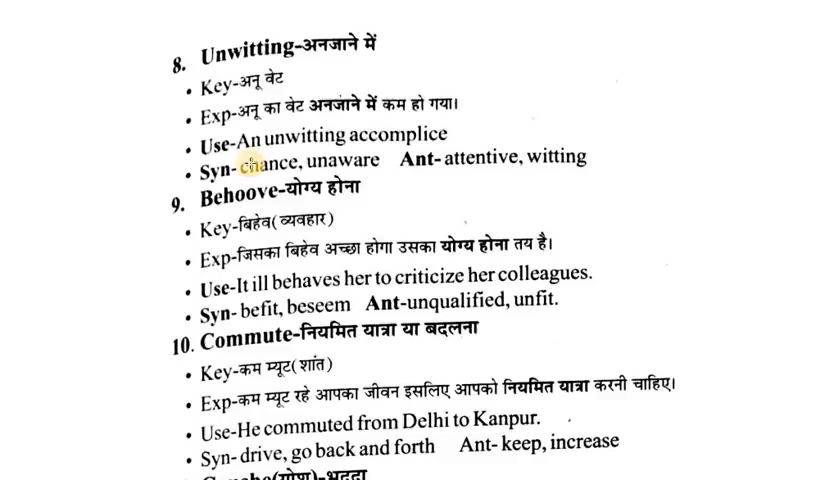 8. Unwitting-अनजाने में
• Key-अनू वेट
• Exp-अनू का वेट अनजाने में कम हो गया।
• Use-An unwitting accomplice
• Syn-chance, unaware Ant- attentive, witting
9. Behoove-योग्य होना
• Key-बिहेव(व्यवहार)
• Exp-जिसका बिहेव अच्छा होगा उसका योग्य होना तय है।
• Use-It ill behaves her to criticize her colleagues.
• Syn- befit, beseem Ant-unqualified, unfit.
10. Commute-नियमित यात्रा या बदलना
• Key-कम म्यूट(शांत)
• Exp-कम म्यूट रहे आपका जीवन इसलिए आपको नियमित यात्रा करनी चाहिए।
• Use-He commuted from Delhi to Kanpur.
• Syn-drive, go back and forth Ant- keep, increase